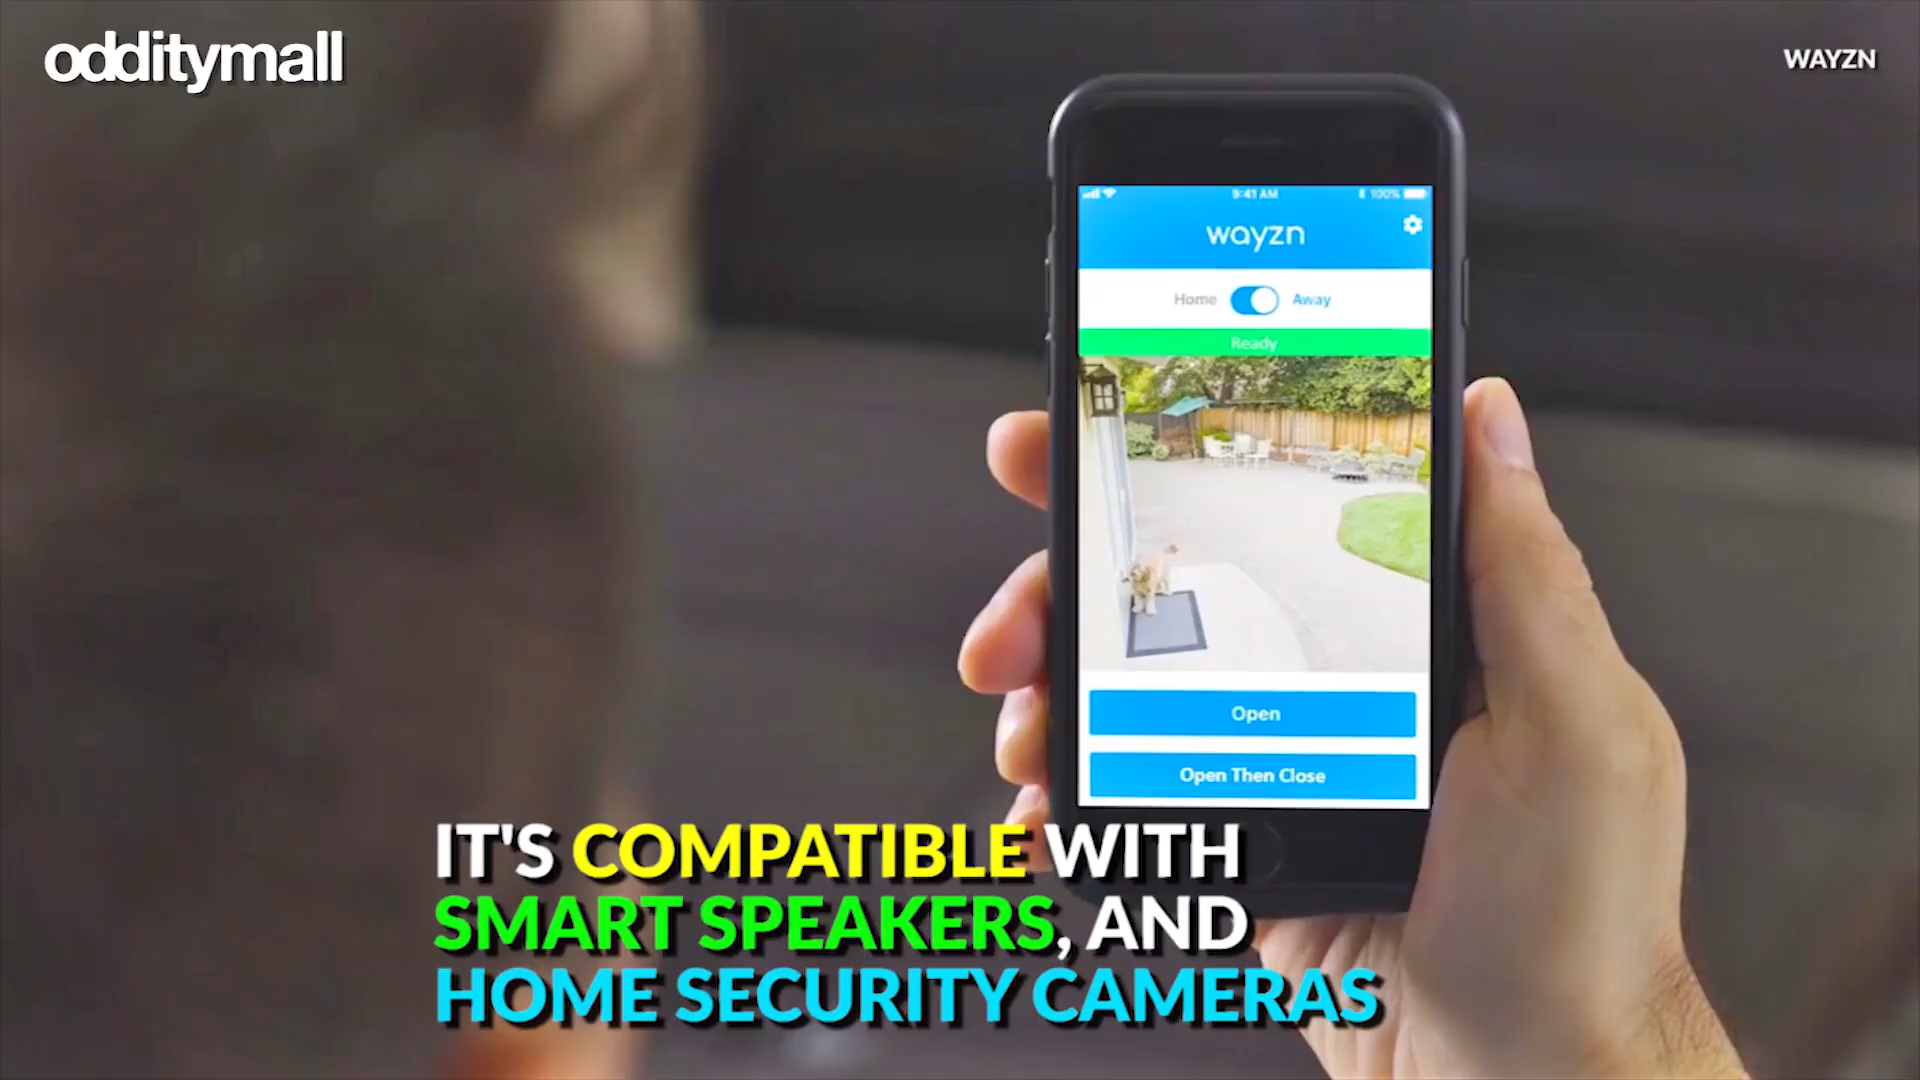 odditymall
WAYZN
9:41 AM
100%
wayzn
Home
Away
Ready
Open
Open Then Close
IT'S COMPATIBLE WITH
SMART SPEAKERS, AND
HOME SECURITY CAMERAS